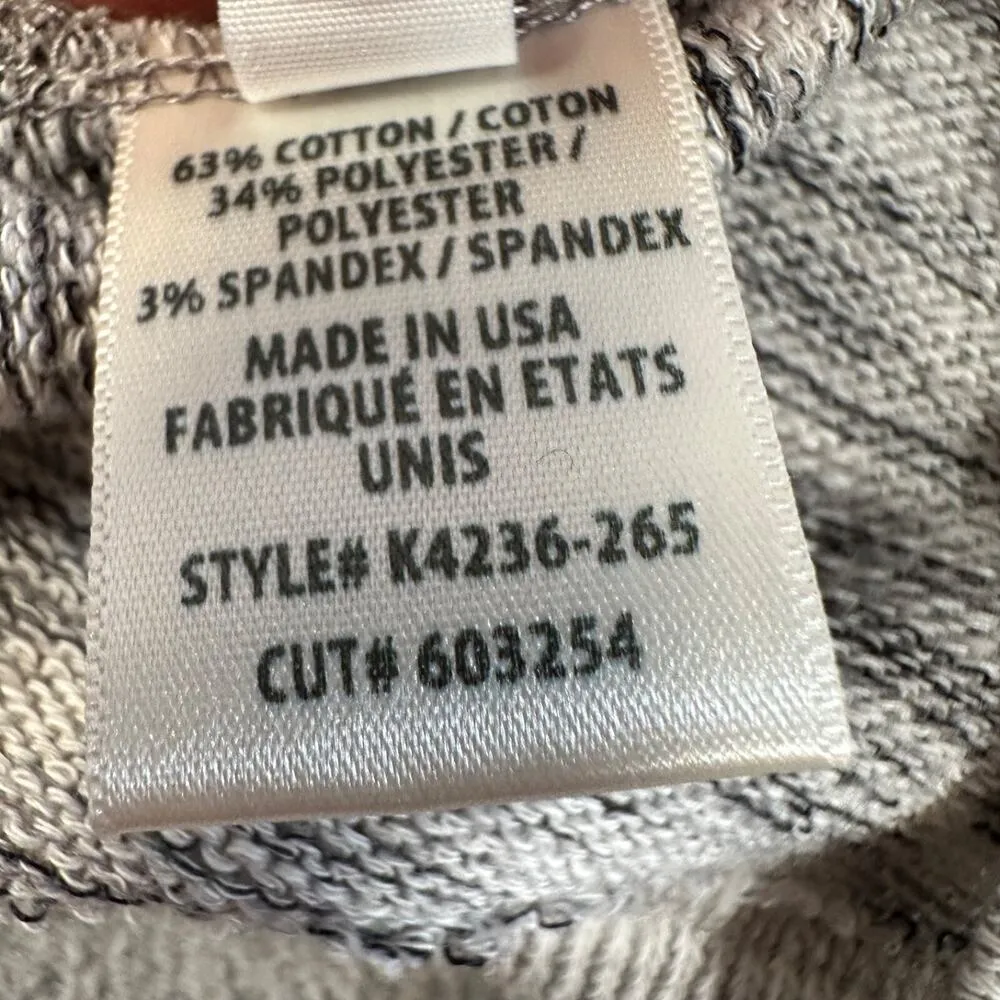 63% COTTON / COTON
34% POLYESTER /
POLYESTER
3% SPANDEX / SPANDEX
MADE IN USA
FABRIQUÉ EN ETATS
UNIS
STYLE# K4236-265
CUT# 603254